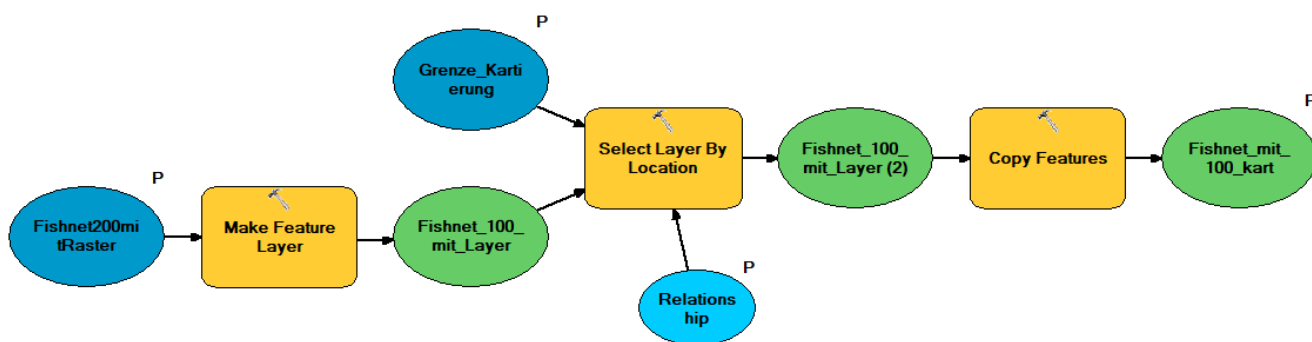 P
Grenze_Karti
erung
Select Layer By
Location
Fishnet_100_
mit_Layer (2)
Copy Features
P
Fishnet_mit_
100_kart
P
Fishnet200mi
tRaster
Make Feature
Layer
Fishnet_100_
mit_Layer
P
Relations
hip